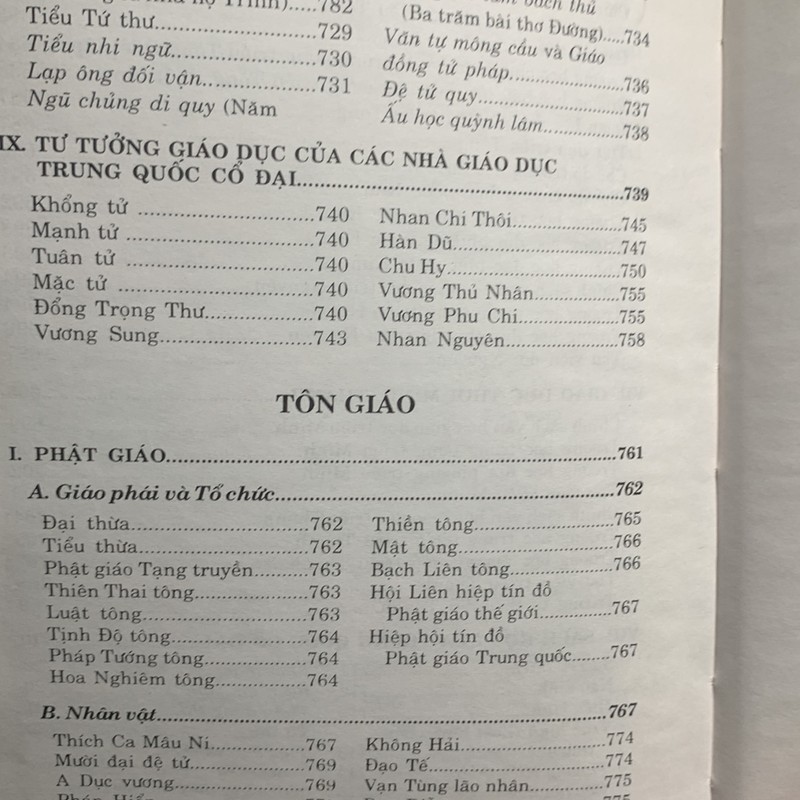 782
Tiểu Tứ thư.....................729
Tiểu nhi ngữ.....................730
Lạp ông đối vận.....................731
Ngũ chủng di quy (Năm
bách thủ
(Ba trăm bài thơ Đường).....734
Văn tự mông cầu và Giáo
đồng tử pháp.....................736
Đệ tử quy.....................737
Ấu học quỳnh lâm.....................738
IX. TƯ TƯỞNG GIÁO DỤC CỦA CÁC NHÀ GIÁO DỤC
TRUNG QUỐC CỔ ĐẠI.....................739
Khổng tử .....................740
Mạnh tử .....................740
Tuân tử .....................740
Mặc tử .....................740
Đổng Trọng Thư.....................740
Vương Sung.....................743
Nhan Chi Thôi.....................745
Hàn Dũ.....................747
Chu Hy.....................750
Vương Thủ Nhân.....................755
Vương Phu Chi.....................755
Nhan Nguyên.....................758
TÔN GIÁO
I. PHẬT GIÁO.....................761
A. Giáo phái và Tổ chức.....................762
Đại thừa.....................762
Tiểu thừa.....................762
Phật giáo Tạng truyền..........763
Thiên Thai tông.....................763
Luật tông.....................763
Tịnh Độ tông.....................764
Pháp Tướng tông.....................764
Hoa Nghiêm tông.....................764
Thiền tông.....................765
Mật tông.....................766
Bạch Liên tông.....................766
Hội Liên hiệp tín đồ
Phật giáo thế giới..........767
Hiệp hội tín đồ
Phật giáo Trung quốc........767
B. Nhân vật.....................767
Thích Ca Mâu Ni.....................767
Mười đại đệ tử.....................769
A Dục vương.....................769
Không Hải.....................774
Đạo Tế.....................774
Vạn Tùng lão nhân..........775